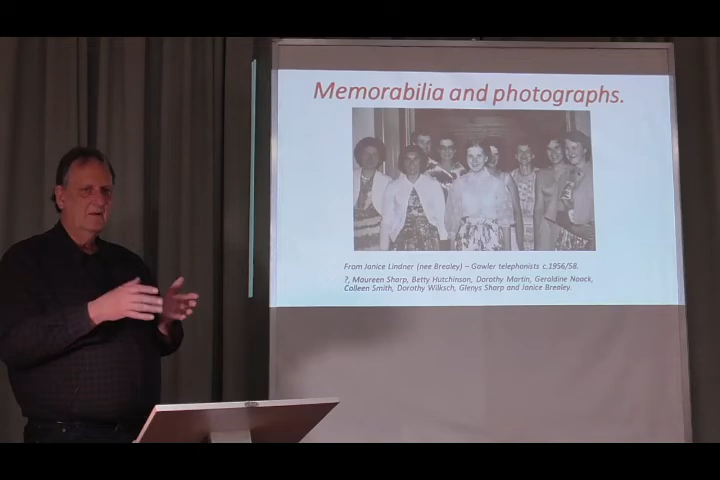 Memorabilia and photographs.
From Janice Lindner (nee Brealey) – Gawler telephonists c.1956/58.
?, Maureen Sharp, Betty Hutchinson, Dorothy Martin, Geraldine Noack,
Colleen Smith, Dorothy Wilksch, Glenys Sharp and Janice Brealey.